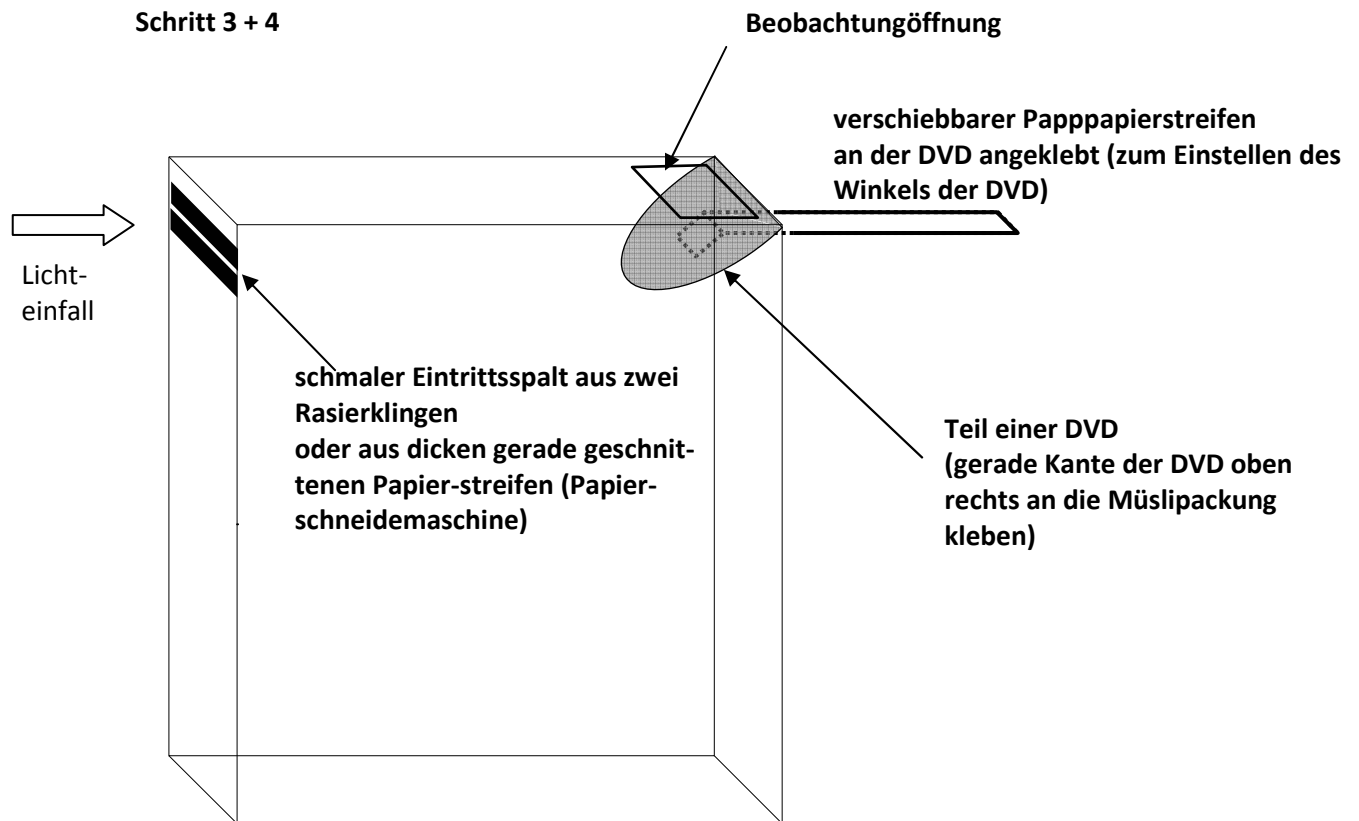 Schritt 3 + 4
Beobachtungöffnung
verschiebbarer Papppapierstreifen
an der DVD angeklebt (zum Einstellen des
Winkels der DVD)
Licht-
einfall
schmaler Eintrittsspalt aus zwei
Rasierklingen
oder aus dicken gerade geschnit-
tenen Papier-streifen (Papier-
schneidemaschine)
Teil einer DVD
(gerade Kante der DVD oben
rechts an die Müslipackung
kleben)